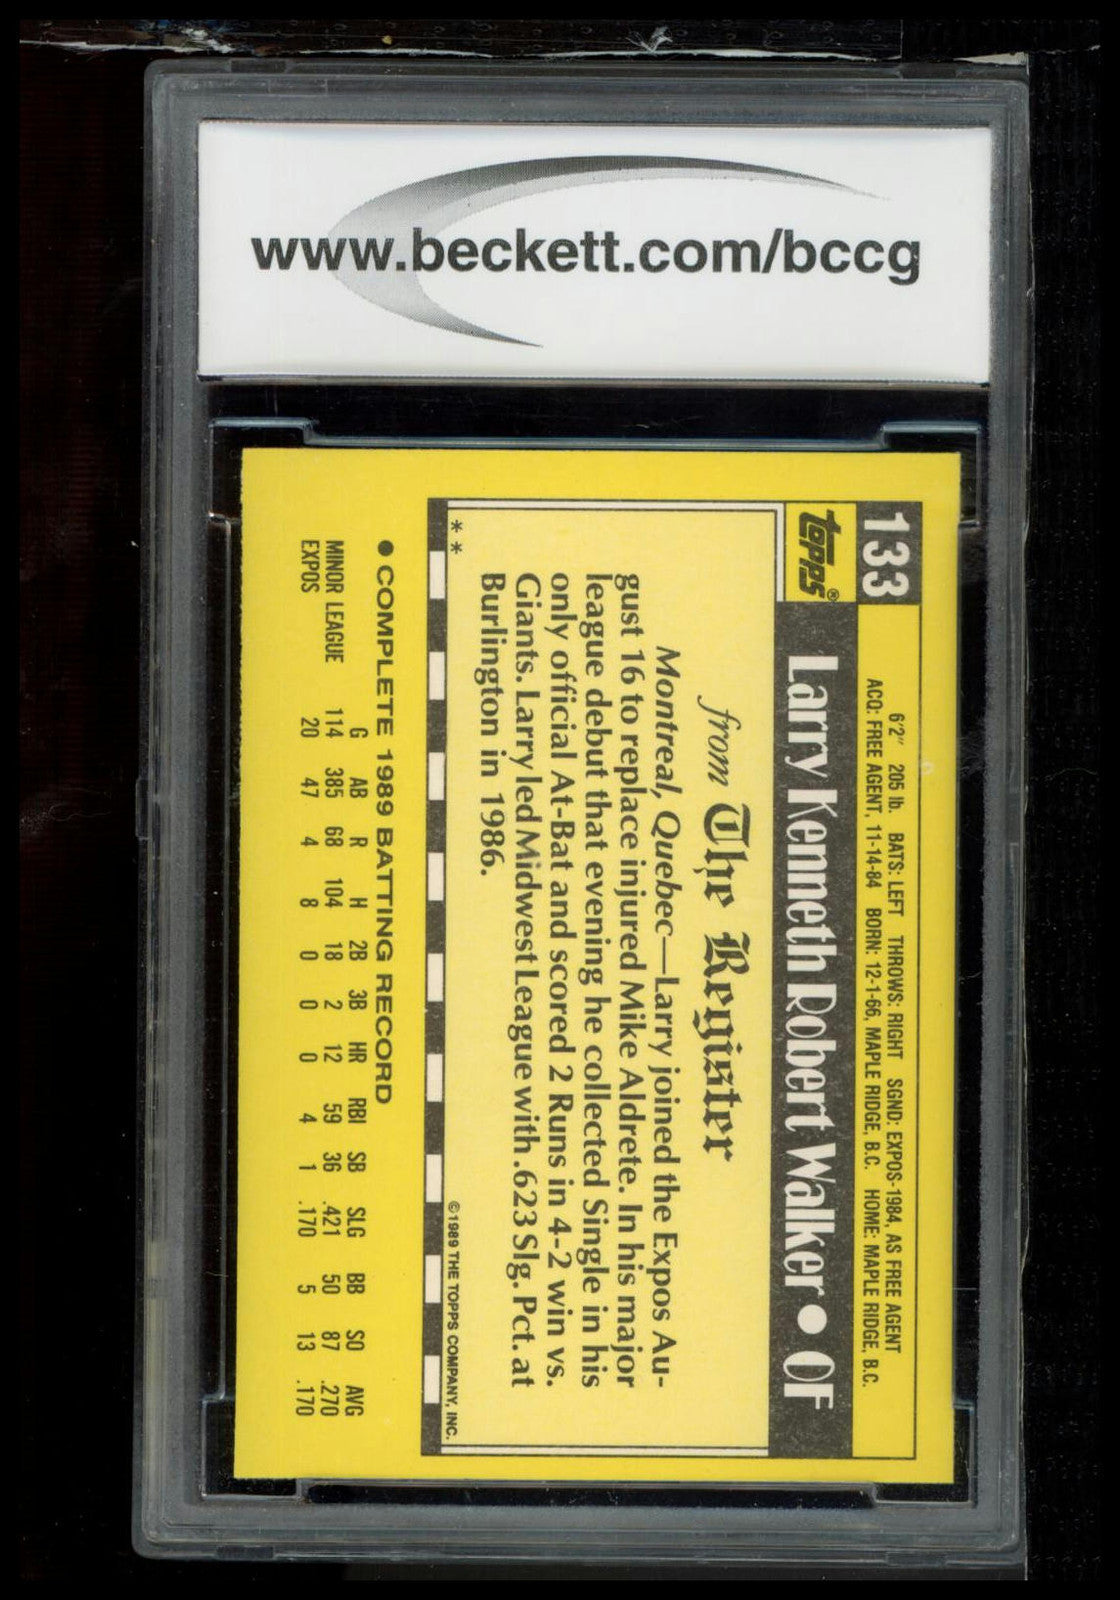 www.beckett.com/bccg
133
6'2" 205 lb. BATS: LEFT THROWS: RIGHT SGND: EXPOS-1984, AS FREE AGENT
ACQ: FREE AGENT, 11-14-84 BORN: 12-1-66, MAPLE RIDGE, B.C. HOME: MAPLE RIDGE, B.C.
topps®
Larry Kenneth Robert Walker • OF
from The Register
Montreal, Quebec—Larry joined the Expos Au-
gust 16 to replace injured Mike Aldrete. In his major
league debut that evening he collected Single in his
only official At-Bat and scored 2 Runs in 4-2 win vs.
Giants. Larry led Midwest League with .623 Slg. Pct. at
Burlington in 1986.
** ©1989 THE TOPPS COMPANY, INC.
• COMPLETE 1989 BATTING RECORD
G AB R H 2B 3B HR RBI SB SLG BB SO AVG
MINOR LEAGUE 114 385 68 104 18 2 12 59 36 .421 50 87 .270
EXPOS 20 47 4 8 0 0 0 4 1 .170 5 13 .170